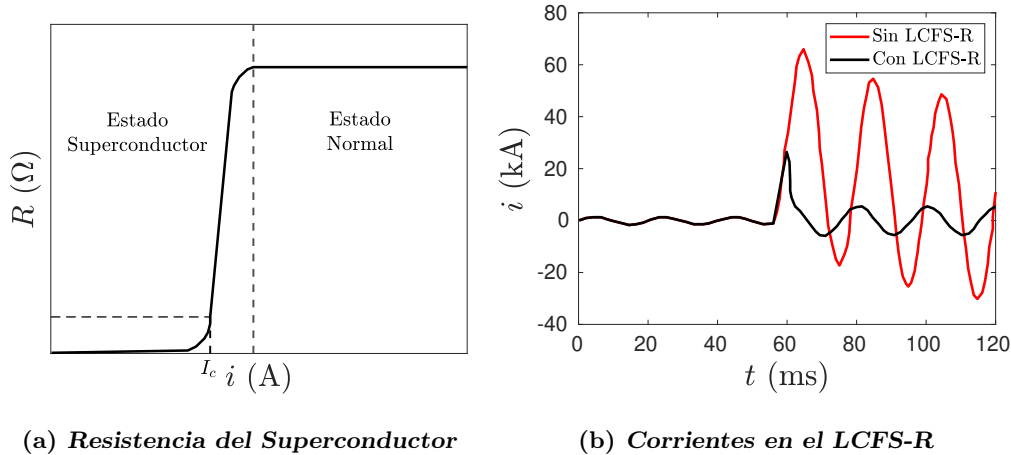 R (Ω)
Estado
Superconductor
Estado
Normal
I_c
i (A)
(a) Resistencia del Superconductor
i (kA)
80
60
40
20
0
-20
-40
0
20
40
60
80
100
120
t (ms)
Sin LCFS-R
Con LCFS-R
(b) Corrientes en el LCFS-R